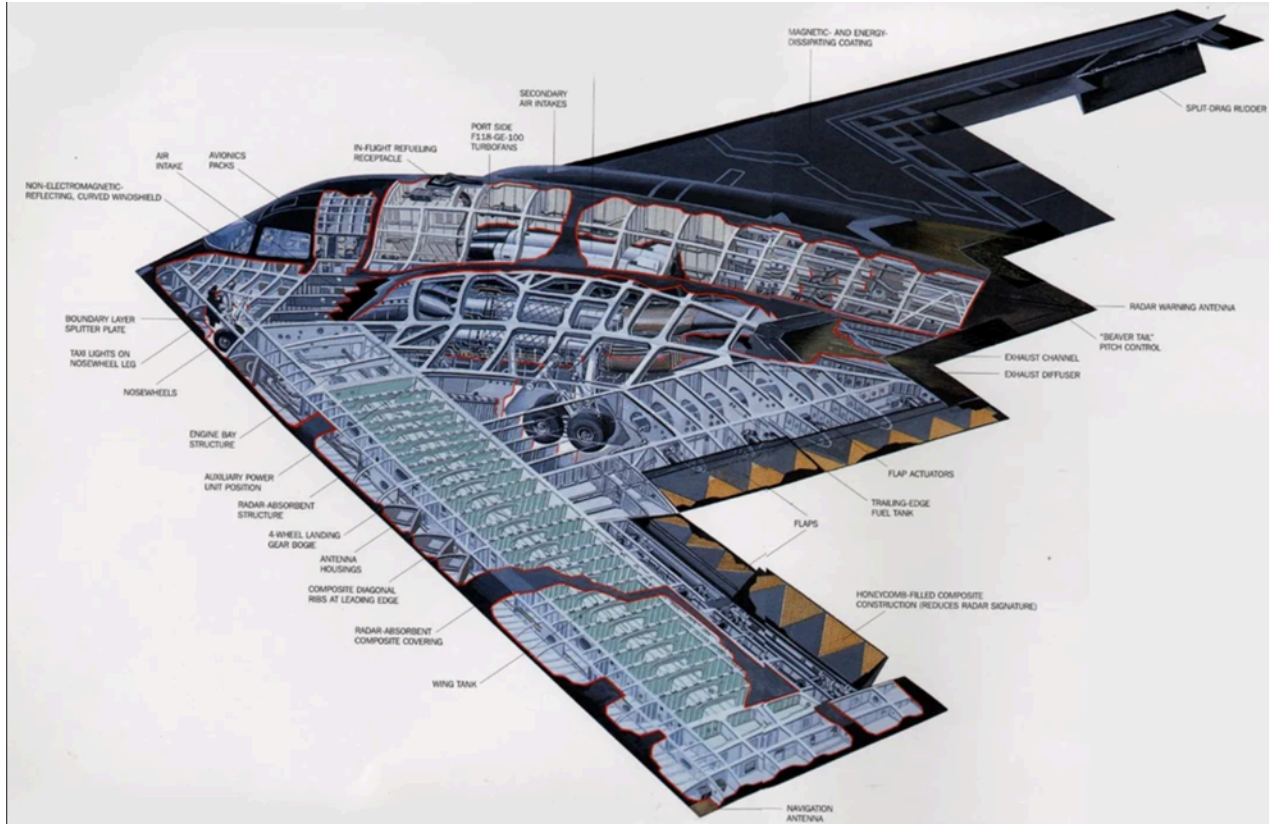 MAGNETIC- AND ENERGY-
DISSIPATING COATING
SPLIT-DRAG RUDDER
SECONDARY
AIR INTAKES
PORT SIDE
F118-GE-100
TURBOFANS
IN-FLIGHT REFUELING
RECEPTACLE
AIR
INTAKE
AVIONICS
PACKS
NON-ELECTROMAGNETIC-
REFLECTING, CURVED WINDSHIELD
BOUNDARY LAYER
SPLITTER PLATE
TAXI LIGHTS ON
NOSEWHEEL LEG
NOSEWHEELS
RADAR WARNING ANTENNA
"BEAVER TAIL"
PITCH CONTROL
EXHAUST CHANNEL
EXHAUST DIFFUSER
ENGINE BAY
STRUCTURE
AUXILIARY POWER
UNIT POSITION
RADAR-ABSORBENT
STRUCTURE
4-WHEEL LANDING
GEAR BOGIE
ANTENNA
HOUSINGS
COMPOSITE DIAGONAL
RIBS AT LEADING EDGE
RADAR-ABSORBENT
COMPOSITE COVERING
WING TANK
FLAP ACTUATORS
TRAILING-EDGE
FUEL TANK
FLAPS
HONEYCOMB-FILLED COMPOSITE
CONSTRUCTION (REDUCES RADAR SIGNATURE)
NAVIGATION
ANTENNA